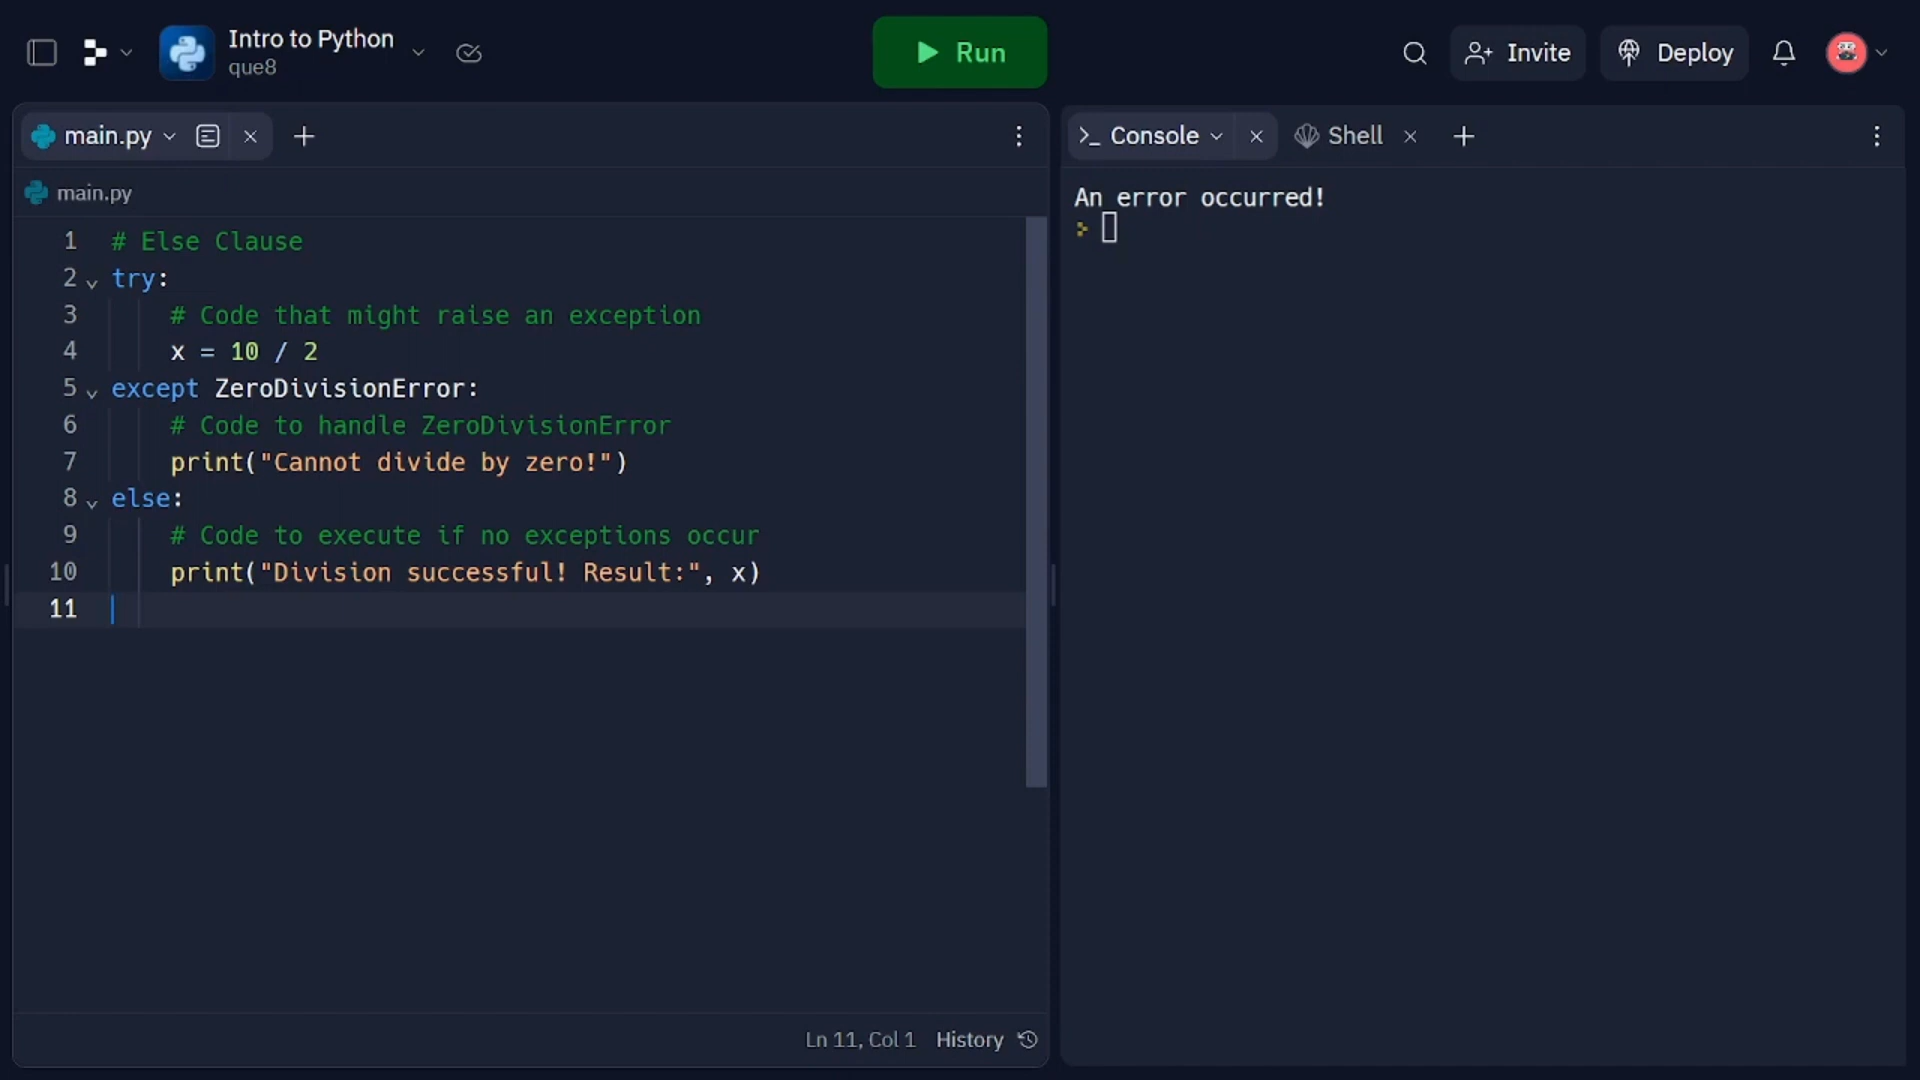 Intro to Python
que8
Run
Invite
Deploy
main.py
main.py
1 # Else Clause
2 try:
3     # Code that might raise an exception
4     x = 10 / 2
5 except ZeroDivisionError:
6     # Code to handle ZeroDivisionError
7     print("Cannot divide by zero!")
8 else:
9     # Code to execute if no exceptions occur
10     print("Division successful! Result:", x)
11
Ln 11, Col 1 History
>_ Console
Shell
An error occurred!